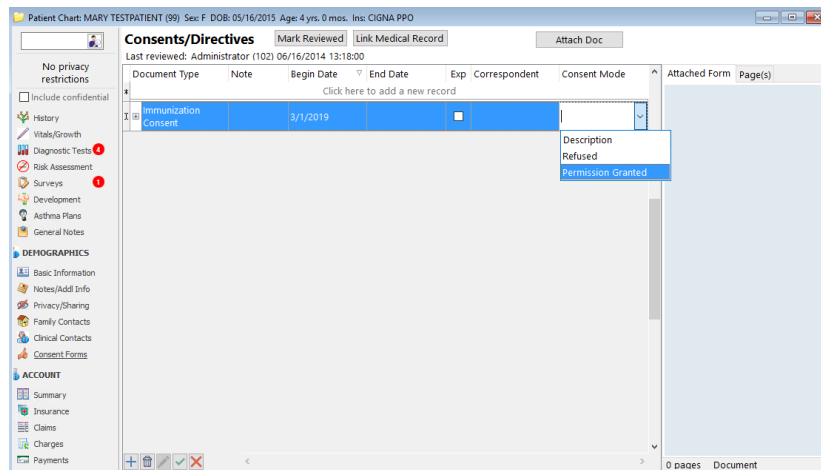 Patient Chart: MARY TESTPATIENT (99) Sex: F DOB: 05/16/2015 Age: 4 yrs. 0 mos. Ins: CIGNA PPO
No privacy
restrictions
Include confidential
History
Vitals/Growth
Diagnostic Tests 4
Risk Assessment
Surveys 1
Development
Asthma Plans
General Notes
DEMOGRAPHICS
Basic Information
Notes/Addl Info
Privacy/Sharing
Family Contacts
Clinical Contacts
Consent Forms
ACCOUNT
Summary
Insurance
Claims
Charges
Payments
Consents/Directives Mark Reviewed Link Medical Record Attach Doc
Last reviewed: Administrator (102) 06/16/2014 13:18:00
Document Type Note Begin Date End Date Exp Correspondent Consent Mode
Click here to add a new record
Immunization
Consent 3/1/2019
Description
Refused
Permission Granted
Attached Form Page(s)
0 pages Document